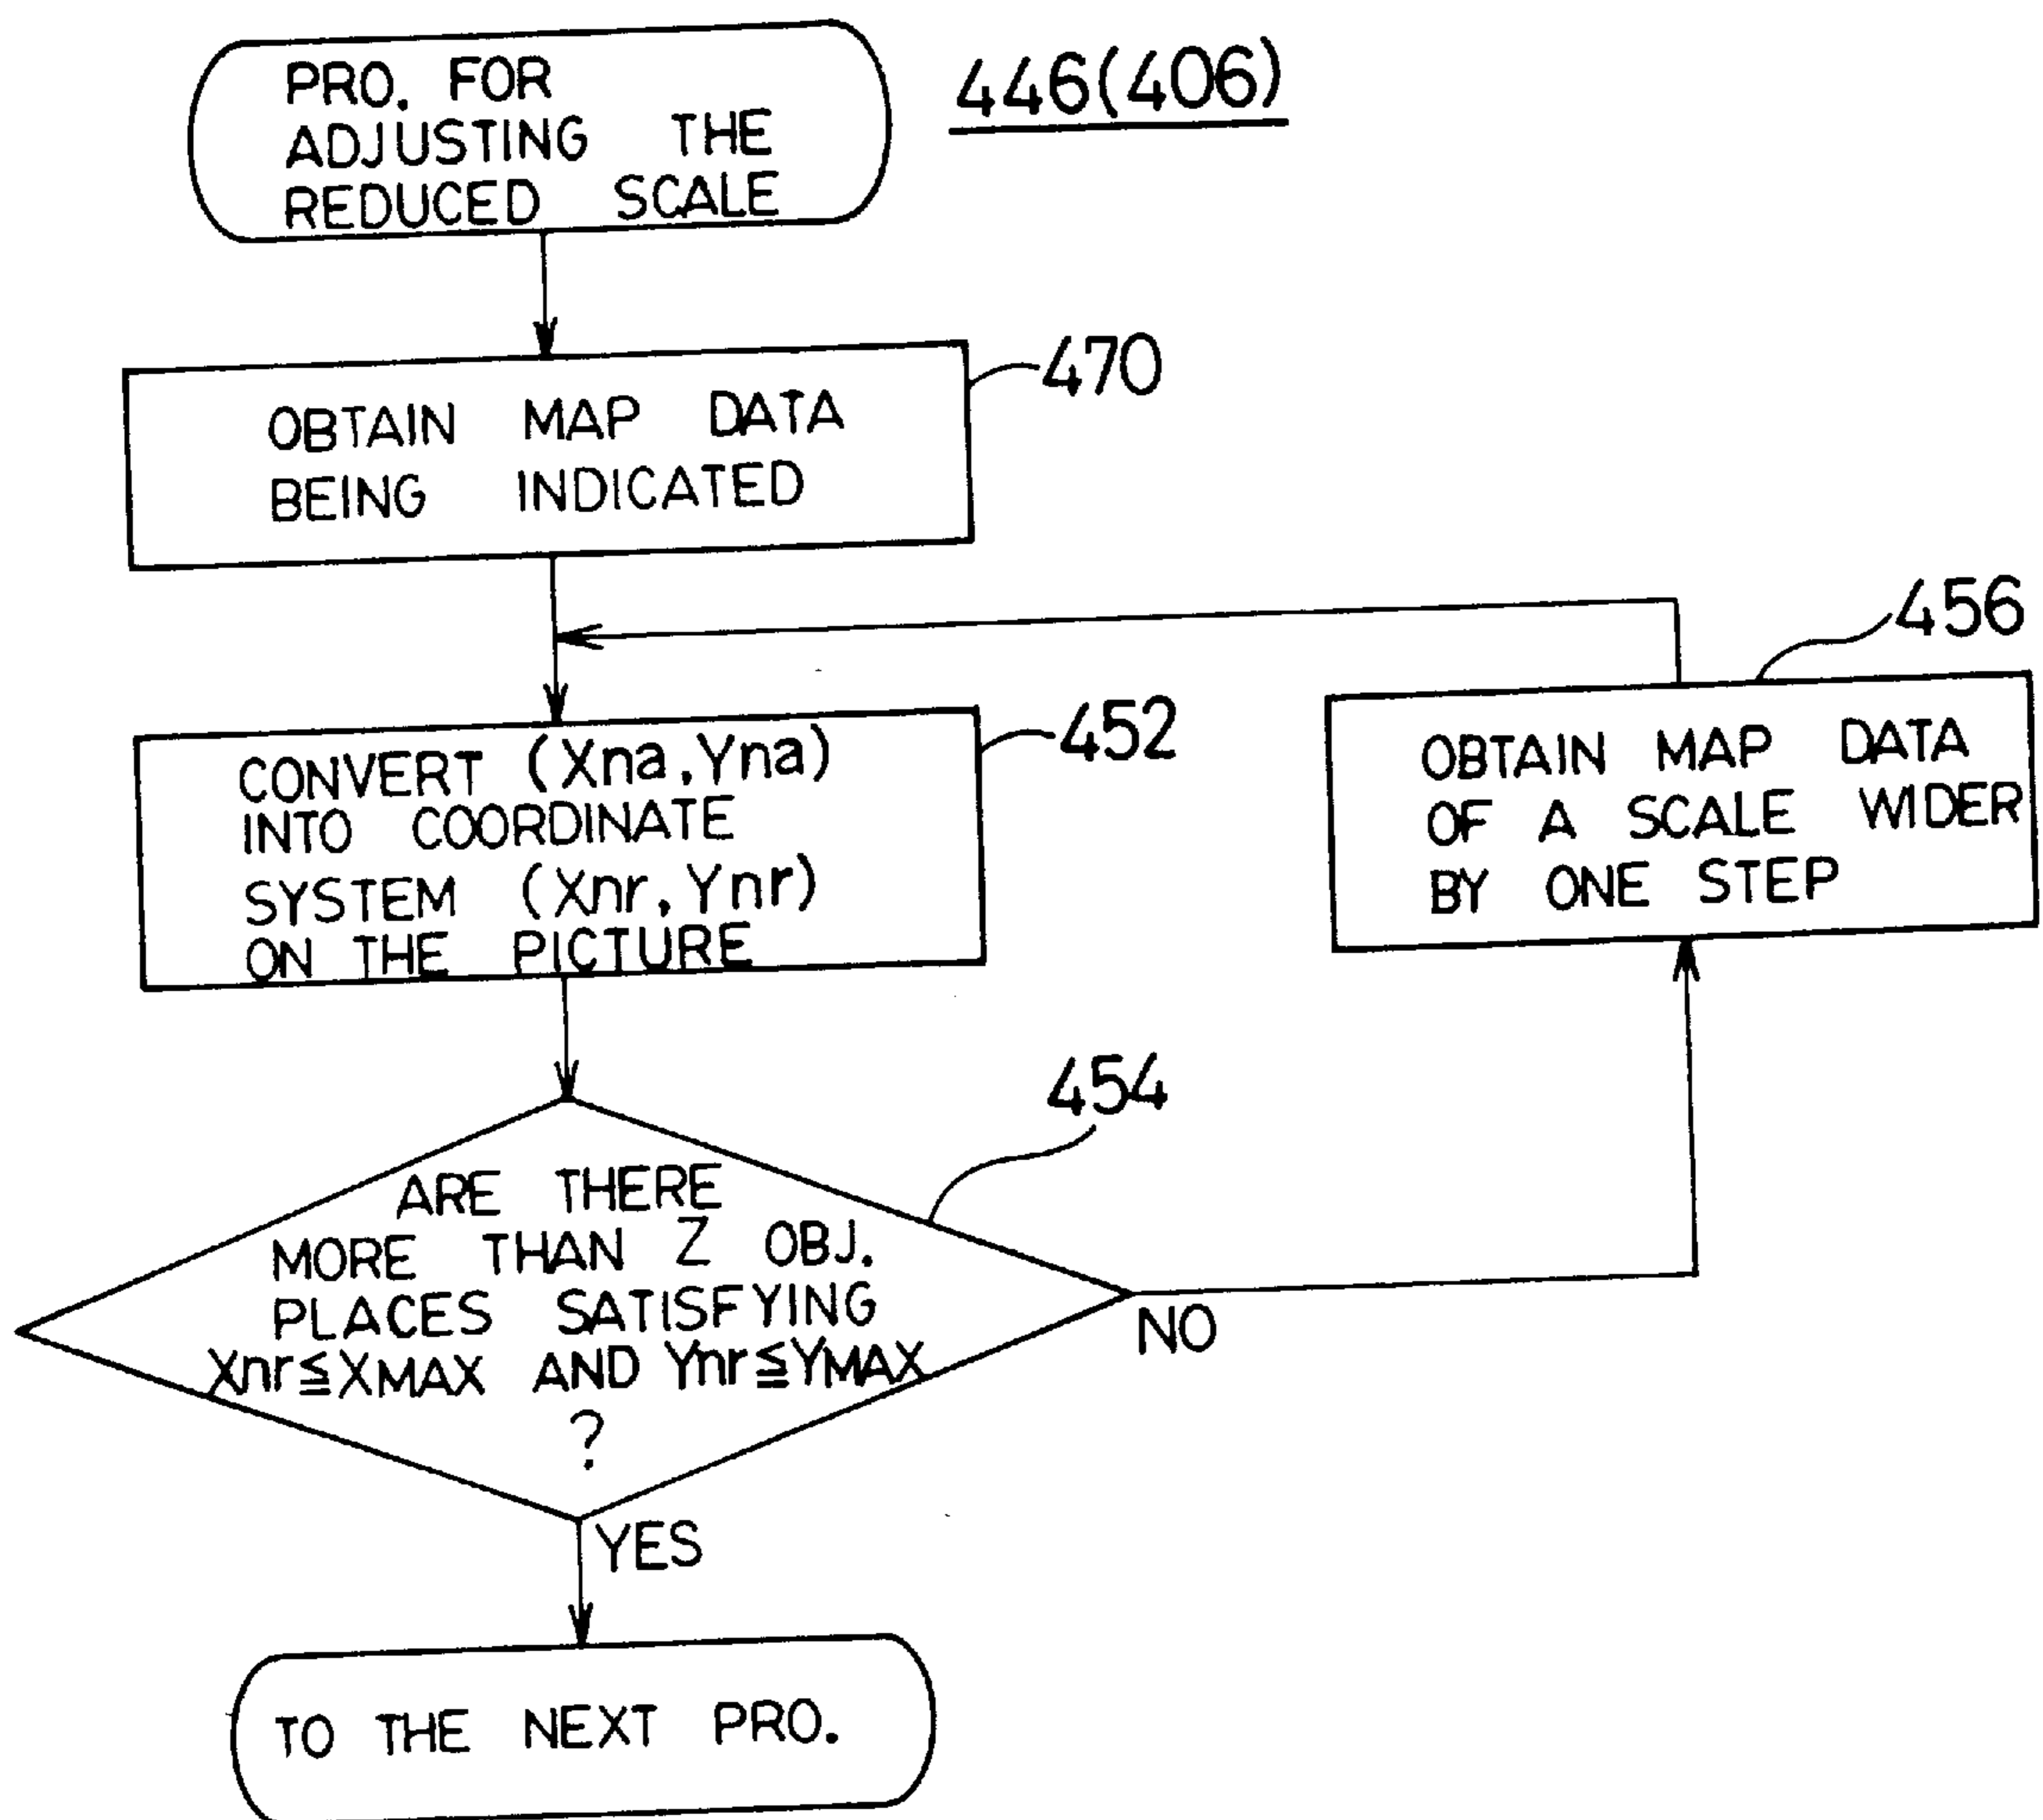 PRO. FOR
ADJUSTING THE
REDUCED SCALE
446(406)
OBTAIN MAP DATA
BEING INDICATED
470
CONVERT (Xna,Yna)
INTO COORDINATE
SYSTEM (Xnr,Ynr)
ON THE PICTURE
452
OBTAIN MAP DATA
OF A SCALE WIDER
BY ONE STEP
456
ARE THERE
MORE THAN Z OBJ.
PLACES SATISFYING
Xnr≦XMAX AND Ynr≦YMAX
?
454
NO
YES
TO THE NEXT PRO.